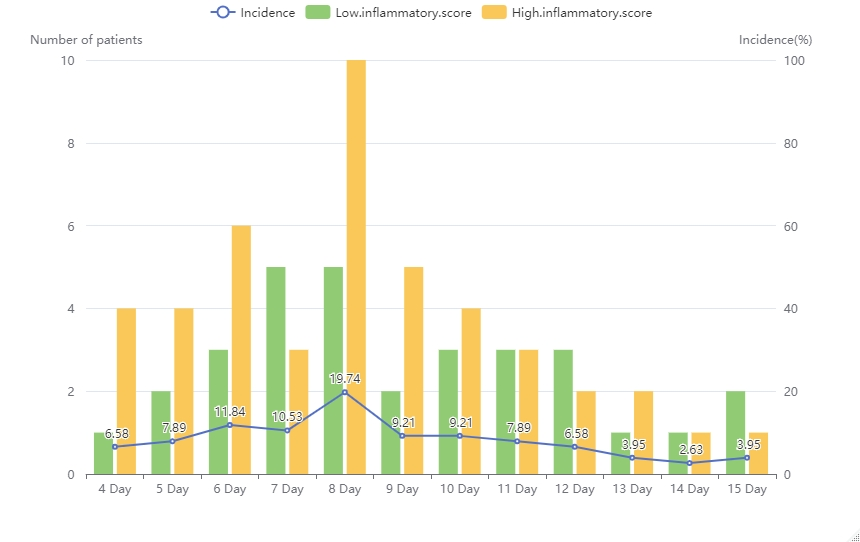 Incidence Low.inflammatory.score High.inflammatory.score
Number of patients Incidence(%)
10 100
8 80
6 60
4 40
2 20
0 0
6.58 7.89 11.84 10.53 19.74 9.21 9.21 7.89 6.58 3.95 2.63 3.95
4 Day 5 Day 6 Day 7 Day 8 Day 9 Day 10 Day 11 Day 12 Day 13 Day 14 Day 15 Day